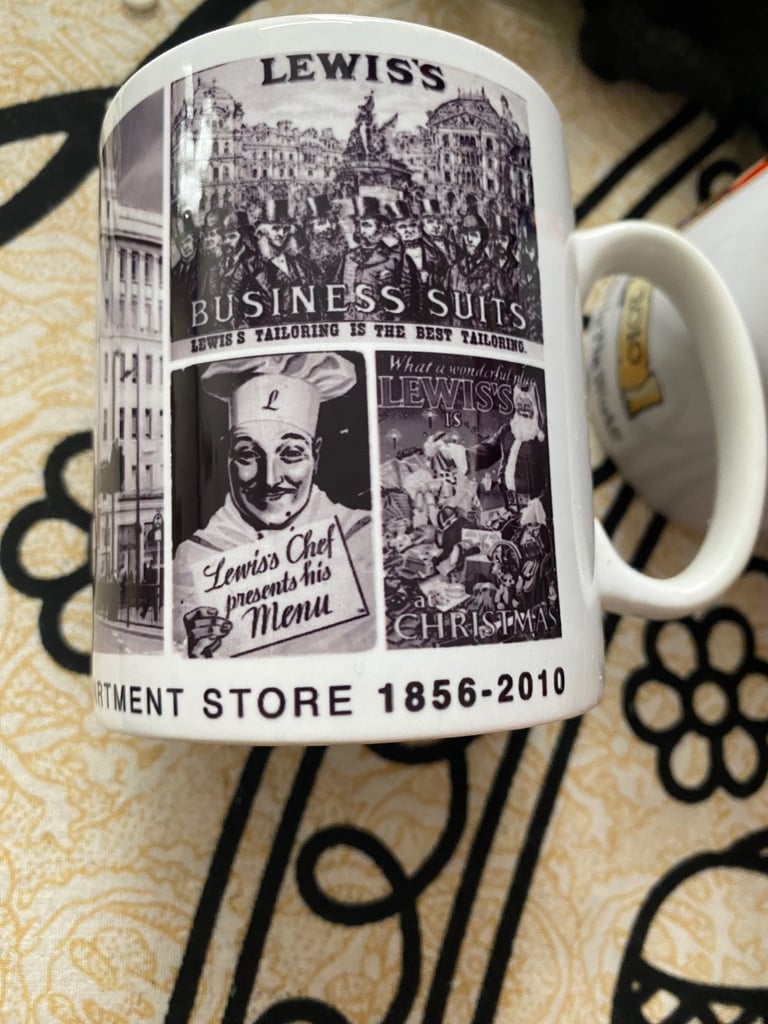 LEWIS'S
BUSINESS SUITS
LEWIS'S TAILORING IS THE BEST TAILORING.
L
Lewis's Chef
presents his
Menu
What a wonderful
LEWIS'S
IS
at
CHRISTMAS
RTMENT STORE 1856-2010